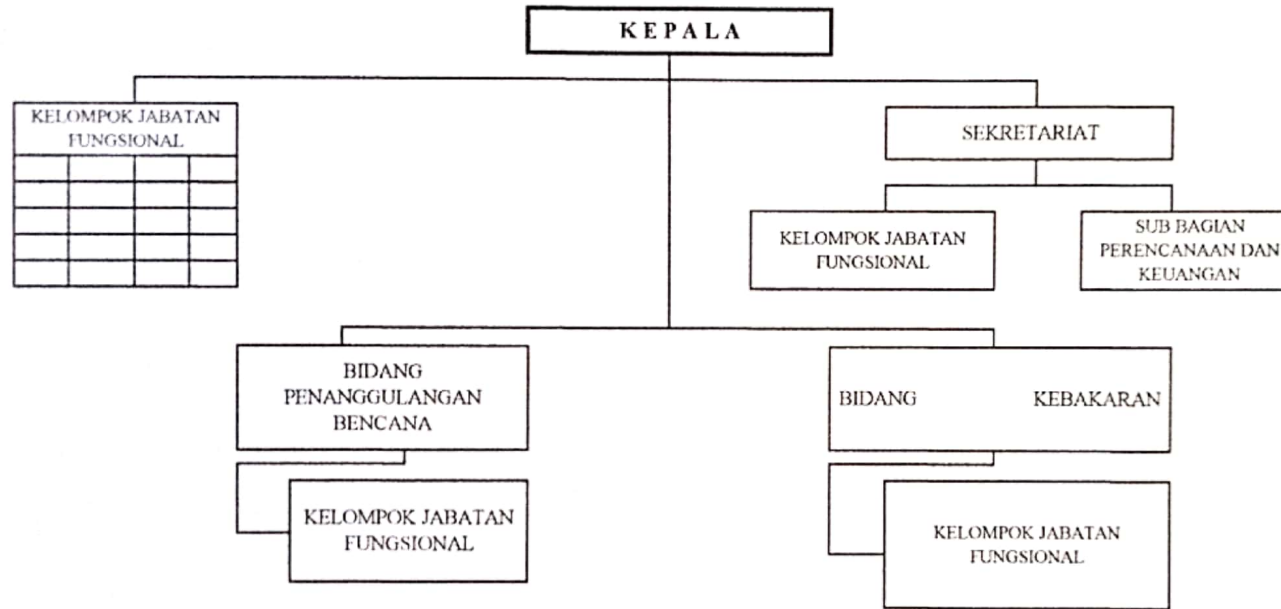 KEPALA
KELOMPOK JABATAN
FUNGSIONAL
SEKRETARIAT
KELOMPOK JABATAN
FUNGSIONAL
SUB BAGIAN
PERENCANAAN DAN
KEUANGAN
BIDANG
PENANGGULANGAN
BENCANA
BIDANG KEBAKARAN
KELOMPOK JABATAN
FUNGSIONAL
KELOMPOK JABATAN
FUNGSIONAL